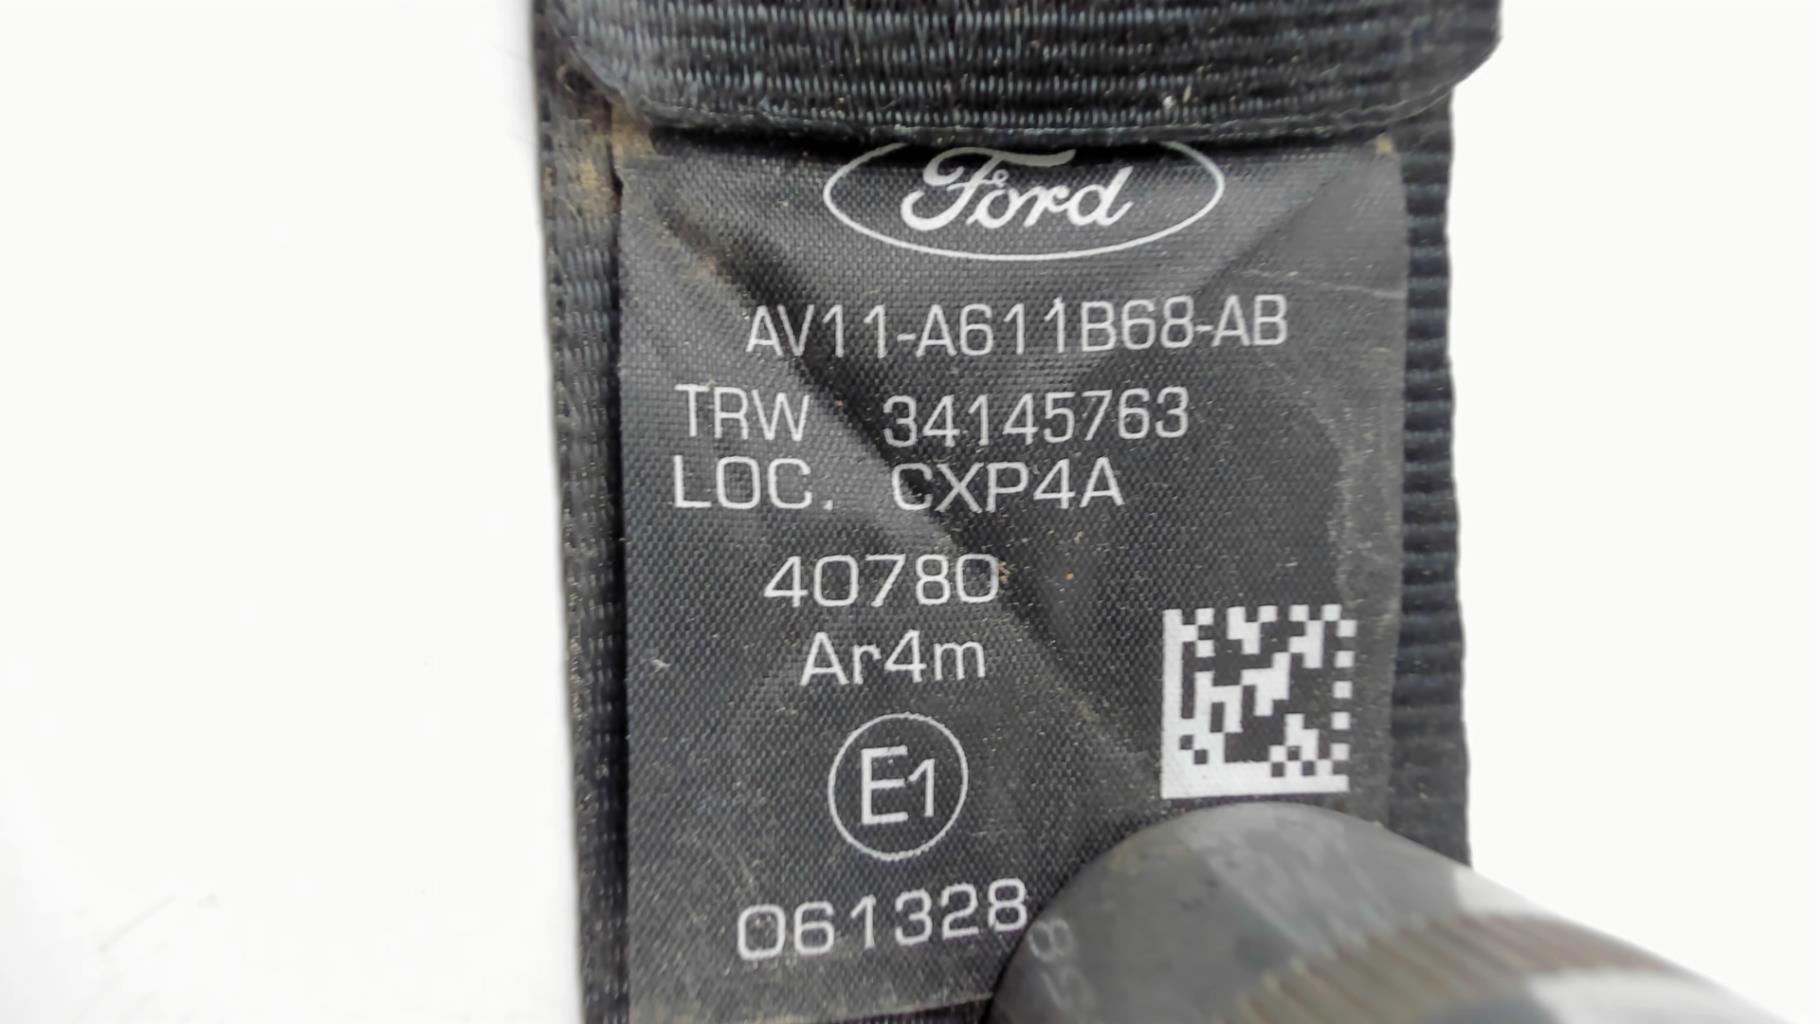 Ford
AV11-A611B68-AB
TRW 34145763
LOC. CXP4A
40780
Ar4m
E1
061328